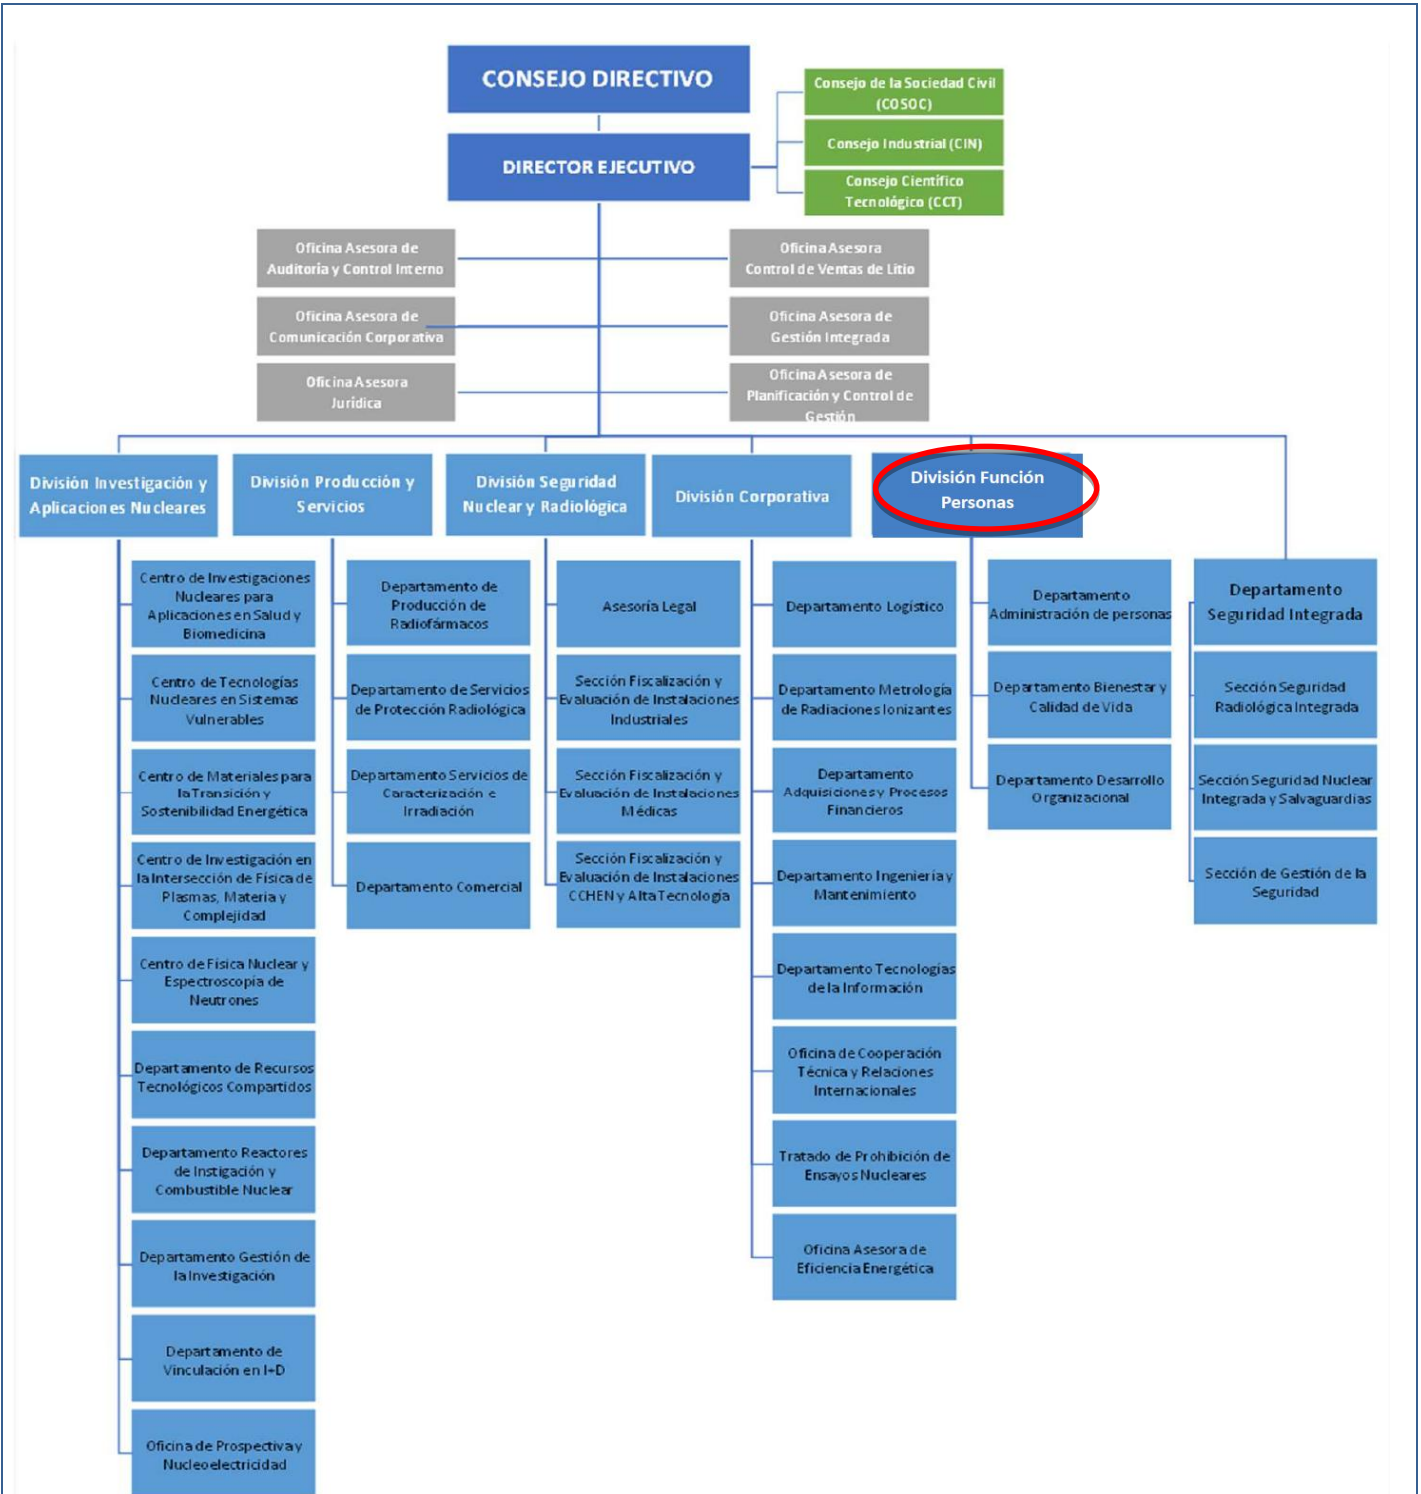 CONSEJO DIRECTIVO
Consejo de la Sociedad Civil
(COSOC)
DIRECTOR EJECUTIVO
Consejo Industrial (CIN)
Consejo Científico
Tecnológico (CCT)
Oficina Asesora de
Auditoría y Control Interno
Oficina Asesora
Control de Ventas de Litio
Oficina Asesora de
Comunicación Corporativa
Oficina Asesora de
Gestión Integrada
Oficina Asesora
Jurídica
Oficina Asesora de
Planificación y Control de
Gestión
División Investigación y
Aplicaciones Nucleares
División Producción y
Servicios
División Seguridad
Nuclear y Radiológica
División Corporativa
División Función
Personas
Centro de Investigaciones
Nucleares para
Aplicaciones en Salud y
Biomedicina
Centro de Tecnologías
Nucleares en Sistemas
Vulnerables
Centro de Materiales para
la Transición y
Sostenibilidad Energética
Centro de Investigación en
la Intersección de Física de
Plasmas, Materia y
Complejidad
Centro de Física Nuclear y
Espectroscopía de
Neutrones
Departamento de Recursos
Tecnológicos Compartidos
Departamento Reactores
de Instigación y
Combustible Nuclear
Departamento Gestión de
la Investigación
Departamento de
Vinculación en I+D
Oficina de Prospectiva y
Nucleoelectricidad
Departamento de
Producción de
Radiofármacos
Departamento de Servicios
de Protección Radiológica
Departamento Servicios de
Caracterización e
Irradiación
Departamento Comercial
Asesoría Legal
Sección Fiscalización y
Evaluación de Instalaciones
Industriales
Sección Fiscalización y
Evaluación de Instalaciones
Médicas
Sección Fiscalización y
Evaluación de Instalaciones
CCHEN y Alta Tecnología
Departamento Logístico
Departamento Metrología
de Radiaciones Ionizantes
Departamento
Adquisiciones y Procesos
Financieros
Departamento Ingeniería y
Mantenimiento
Departamento Tecnologías
de la Información
Oficina de Cooperación
Técnica y Relaciones
Internacionales
Tratado de Prohibición de
Ensayos Nucleares
Oficina Asesora de
Eficiencia Energética
Departamento
Administración de personas
Departamento Bienestar y
Calidad de Vida
Departamento Desarrollo
Organizacional
Departamento
Seguridad Integrada
Sección Seguridad
Radiológica Integrada
Sección Seguridad Nuclear
Integrada y Salvaguardias
Sección de Gestión de la
Seguridad